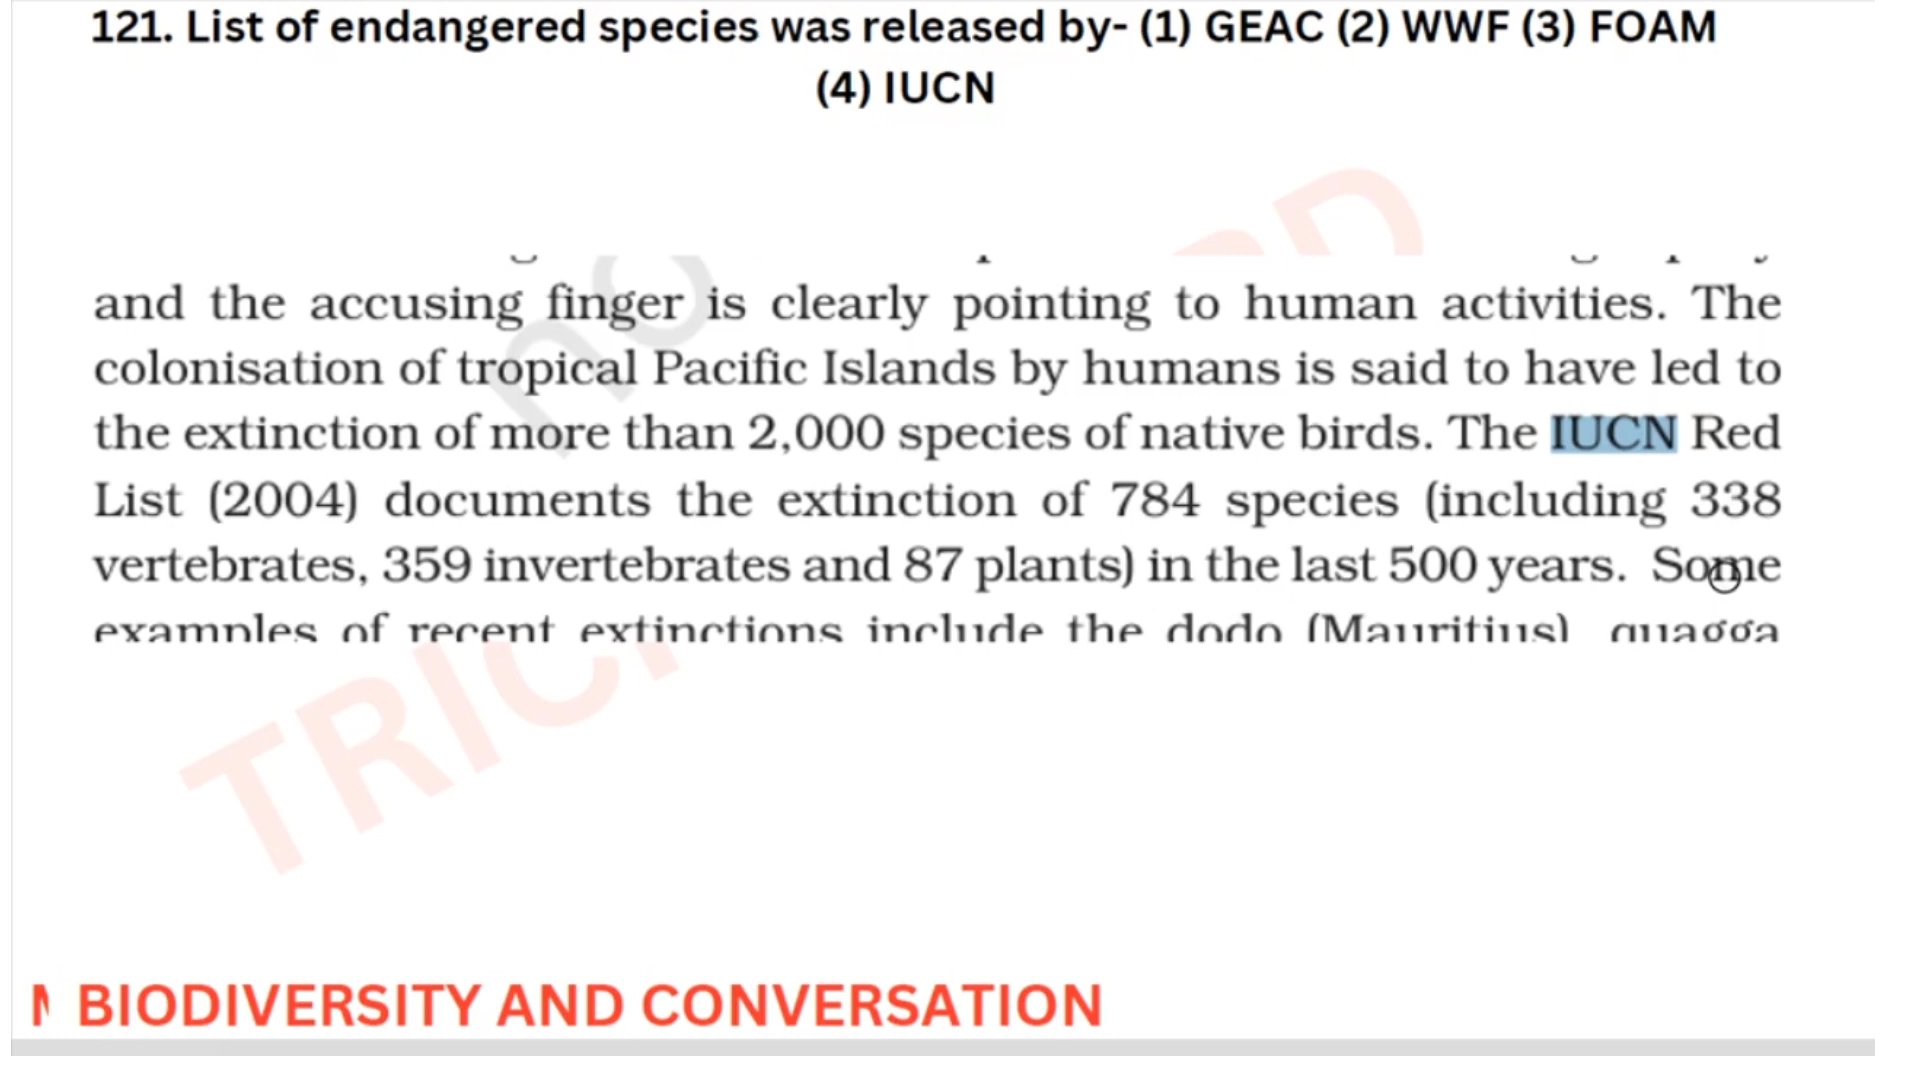 121. List of endangered species was released by- (1) GEAC (2) WWF (3) FOAM
(4) IUCN
and the accusing finger is clearly pointing to human activities. The
colonisation of tropical Pacific Islands by humans is said to have led to
the extinction of more than 2,000 species of native birds. The IUCN Red
List (2004) documents the extinction of 784 species (including 338
vertebrates, 359 invertebrates and 87 plants) in the last 500 years. Some
examples of recent extinctions include the dodo (Mauritius), quagga
BIODIVERSITY AND CONVERSATION